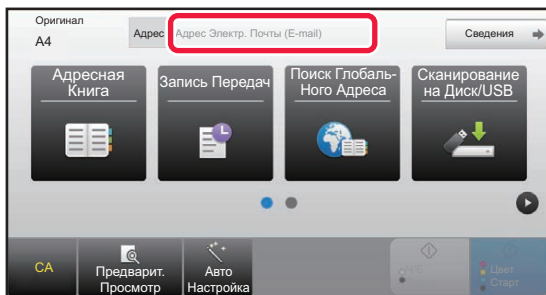 Оригинал
A4
Адрес
Адрес Электр. Почты (E-mail)
Сведения
Адресная
Книга
Запись Передач
Поиск Глобаль-
Ного Адреса
Сканирование
на Диск/USB
CA
Предварит.
Просмотр
Авто
Настройка
Цвет
Старт